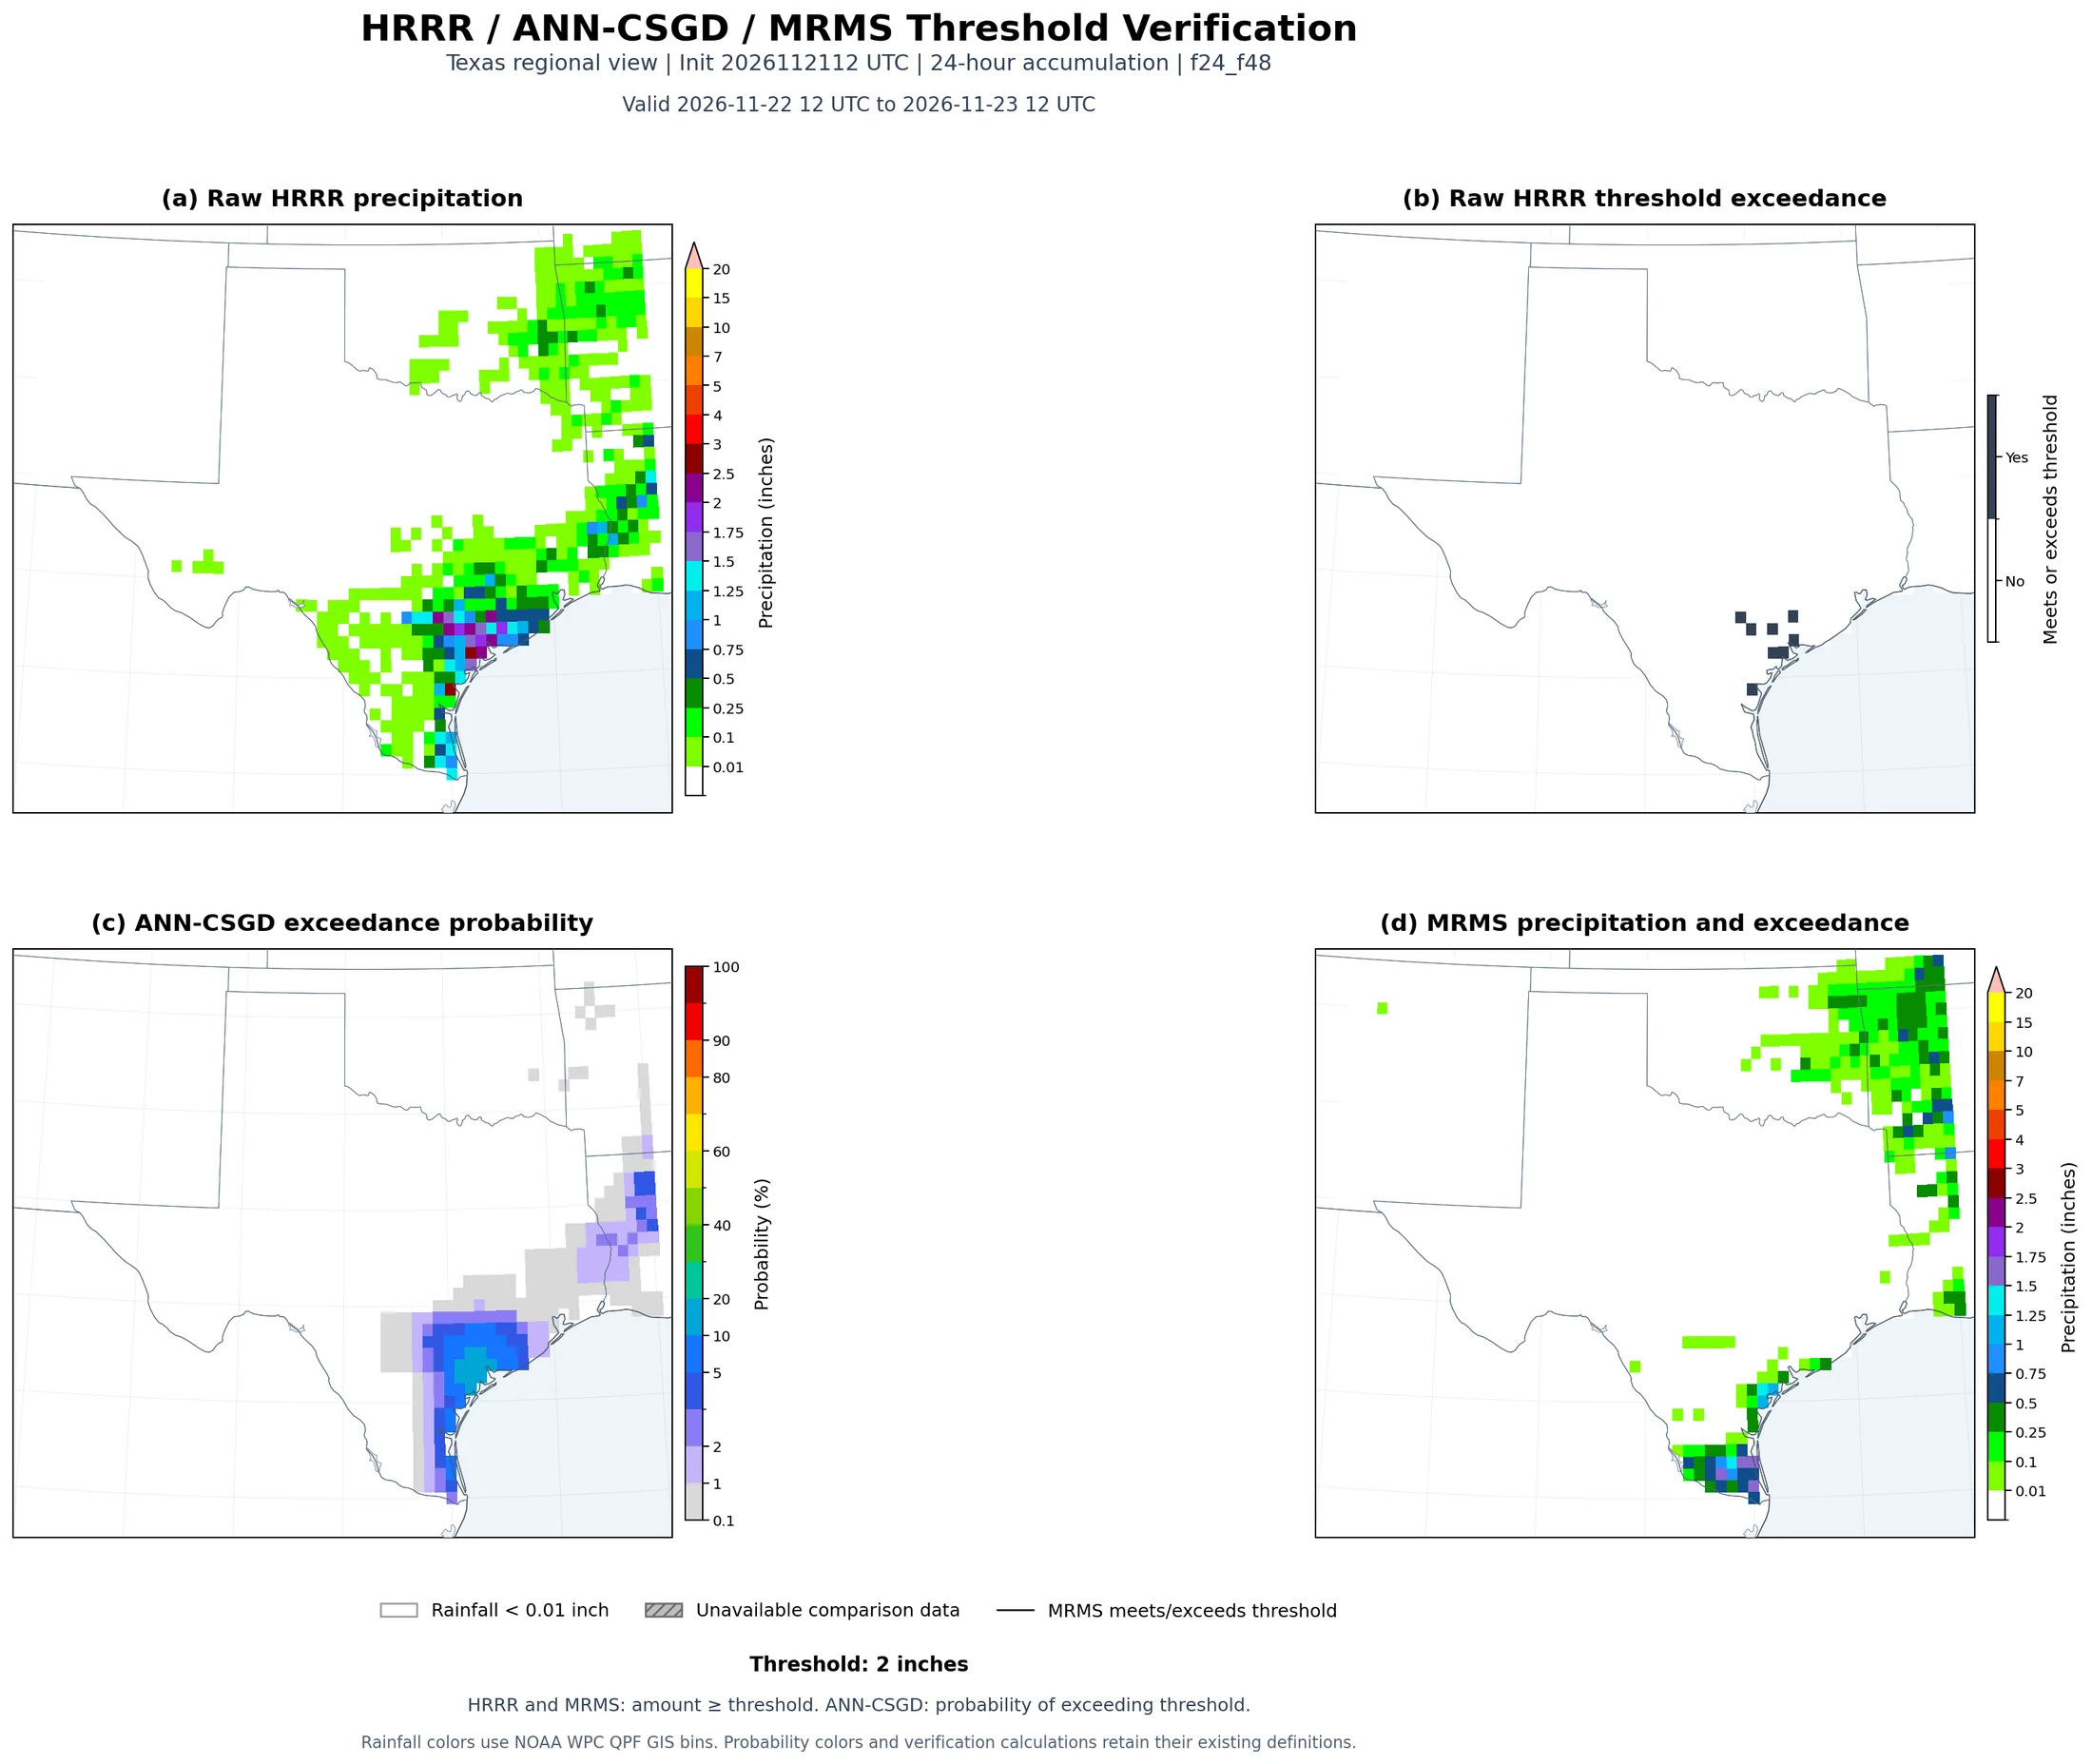 HRRR / ANN-CSGD / MRMS Threshold Verification
Texas regional view | Init 2026112112 UTC | 24-hour accumulation | f24_f48
Valid 2026-11-22 12 UTC to 2026-11-23 12 UTC
(a) Raw HRRR precipitation
20
15
10
7
5
4
3
2.5
2
1.75
1.5
1.25
1
0.75
0.5
0.25
0.1
0.01
Precipitation (inches)
(b) Raw HRRR threshold exceedance
Yes
No
Meets or exceeds threshold
(c) ANN-CSGD exceedance probability
100
90
80
60
40
20
10
5
2
1
0.1
Probability (%)
(d) MRMS precipitation and exceedance
20
15
10
7
5
4
3
2.5
2
1.75
1.5
1.25
1
0.75
0.5
0.25
0.1
0.01
Precipitation (inches)
Rainfall < 0.01 inch
Unavailable comparison data
MRMS meets/exceeds threshold
Threshold: 2 inches
HRRR and MRMS: amount ≥ threshold. ANN-CSGD: probability of exceeding threshold.
Rainfall colors use NOAA WPC QPF GIS bins. Probability colors and verification calculations retain their existing definitions.